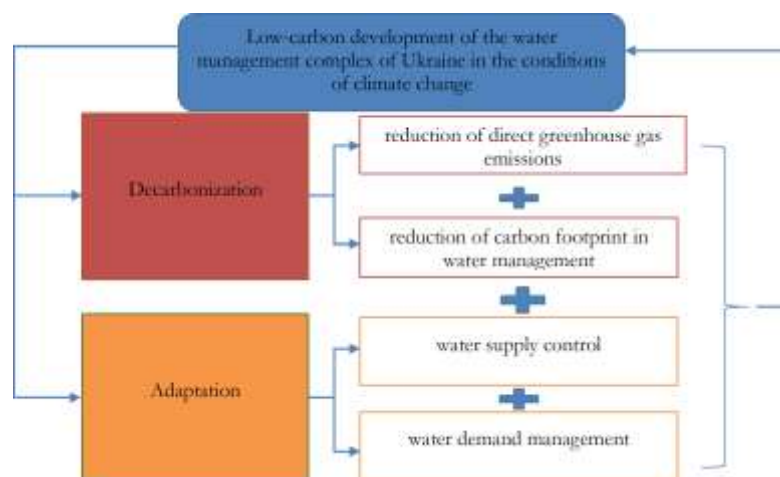 Low-carbon development of the water
management complex of Ukraine in the conditions
of climate change
Decarbonization
reduction of direct greenhouse gas
emissions
reduction of carbon footprint in
water management
Adaptation
water supply control
water demand management